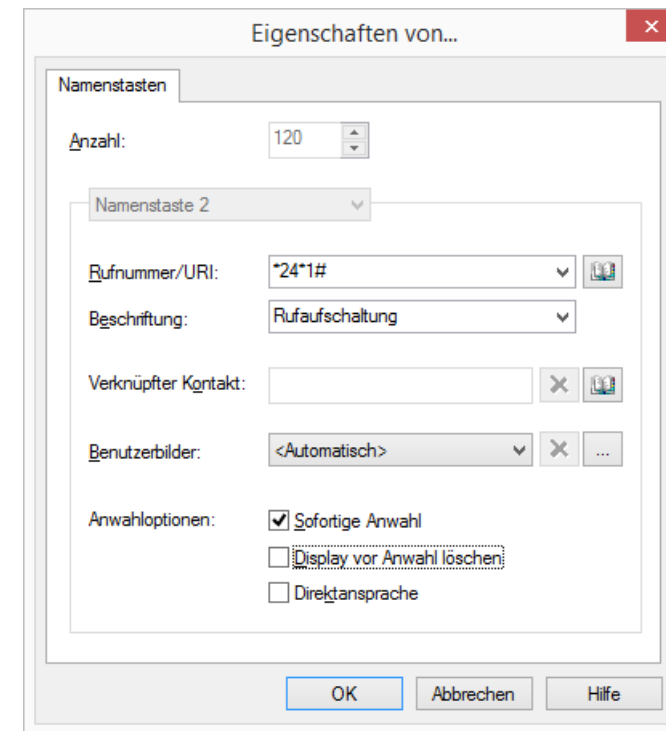 Eigenschaften von...
Namenstasten
Anzahl: 120
Namenstaste 2
Rufnummer/URI: *24*1#
Beschriftung: Rufaufschaltung
Verknüpfter Kontakt:
Benutzerbilder: <Automatisch> ...
Anwahloptionen: Sofortige Anwahl
Display vor Anwahl löschen
Direktansprache
OK Abbrechen Hilfe